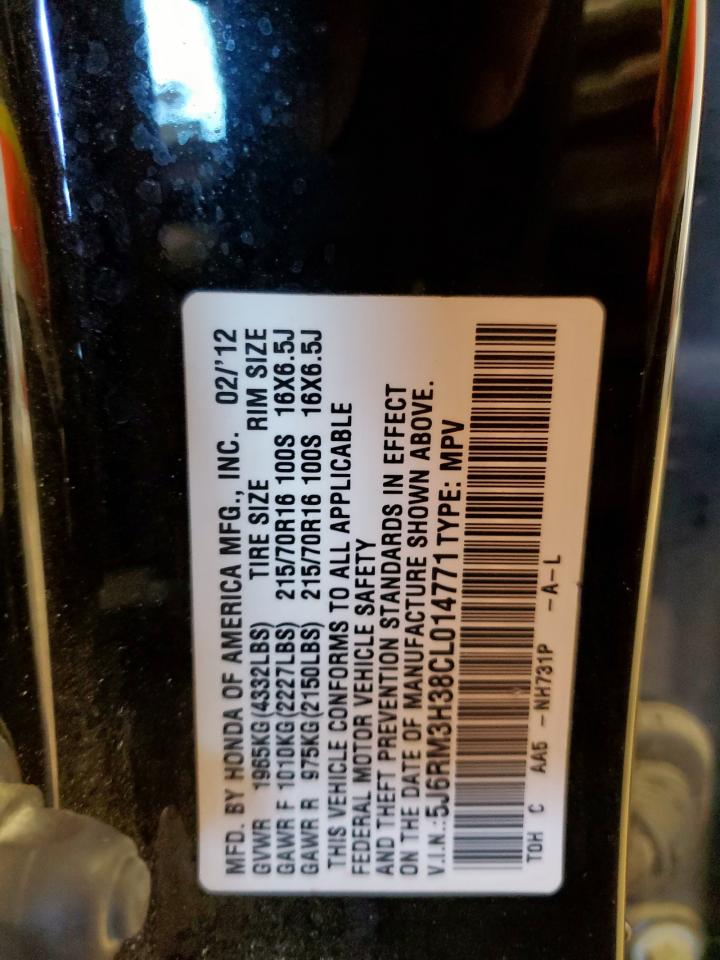 MFD. BY HONDA OF AMERICA MFG., INC. 02/'12
GVWR 1965KG (4332LBS) TIRE SIZE RIM SIZE
GAWR F 1010KG (2227LBS) 215/70R16 100S 16X6.5J
GAWR R 975KG (2150LBS) 215/70R16 100S 16X6.5J
THIS VEHICLE CONFORMS TO ALL APPLICABLE
FEDERAL MOTOR VEHICLE SAFETY
AND THEFT PREVENTION STANDARDS IN EFFECT
ON THE DATE OF MANUFACTURE SHOWN ABOVE.
V.I.N.:5J6RM3H38CL014771 TYPE: MPV
T0H C AA5 -NH731P -A-L